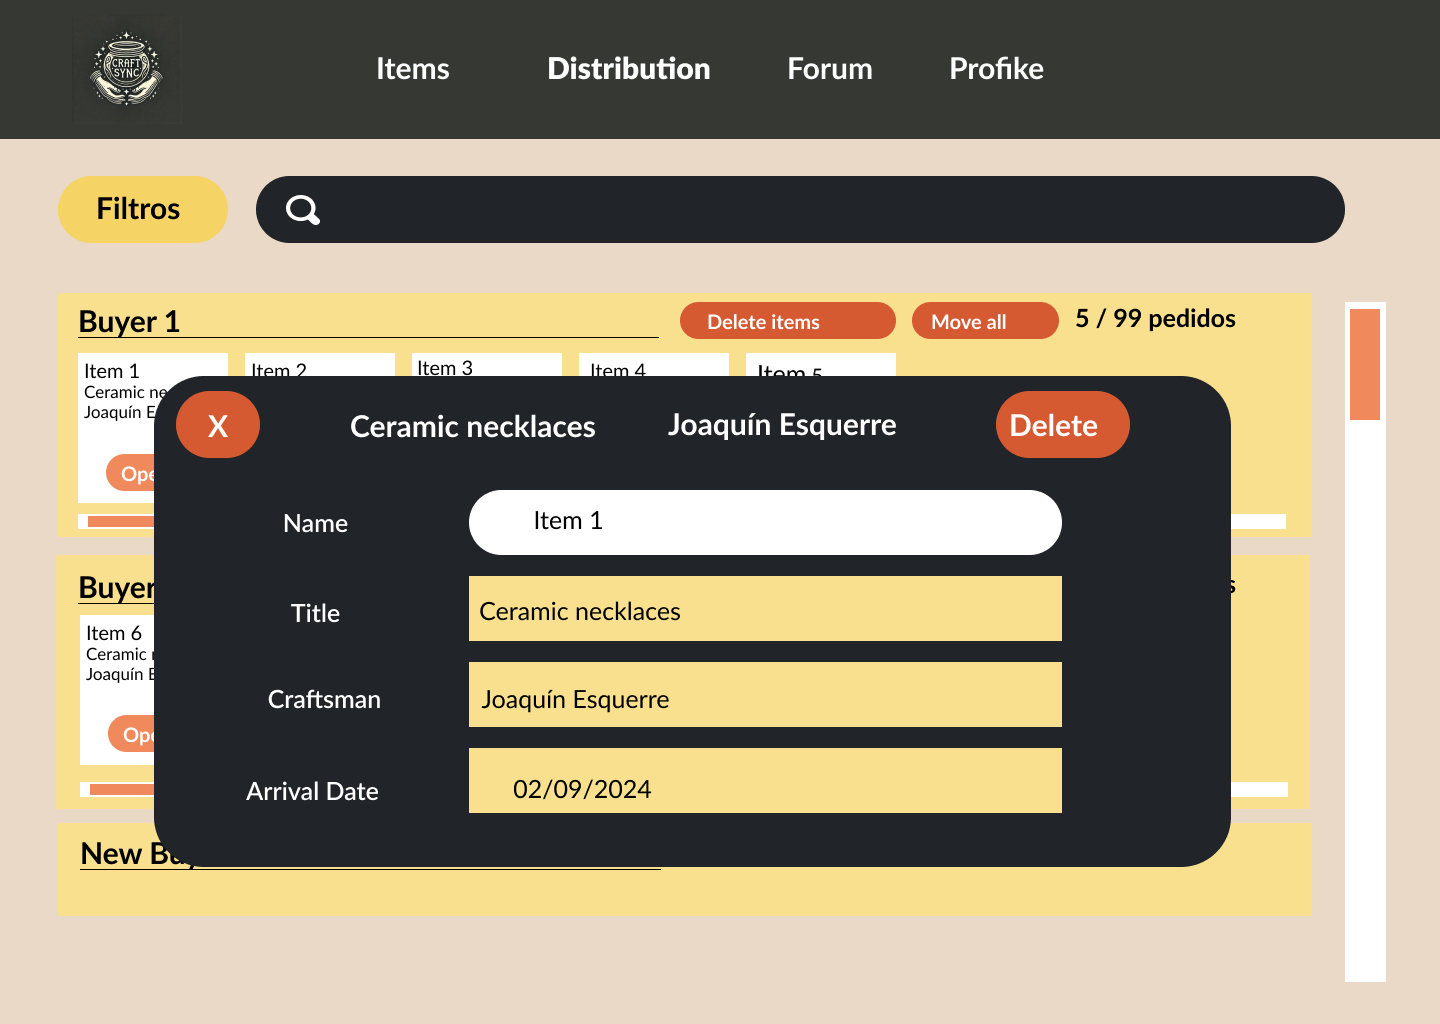 CRAFT
SYNC
Items
Distribution
Forum
Profike
Filtros
Buyer 1
Delete items
Move all
5 / 99 pedidos
Item 1
Item 2
Item 3
Item 4
Item 5
Ceramic ne
Joaquín E
Ope
X
Ceramic necklaces
Joaquín Esquerre
Delete
Name
Item 1
Title
Ceramic necklaces
Craftsman
Joaquín Esquerre
Arrival Date
02/09/2024
Buyer
s
Item 6
Ceramic
Joaquín E
Ope
New Buy